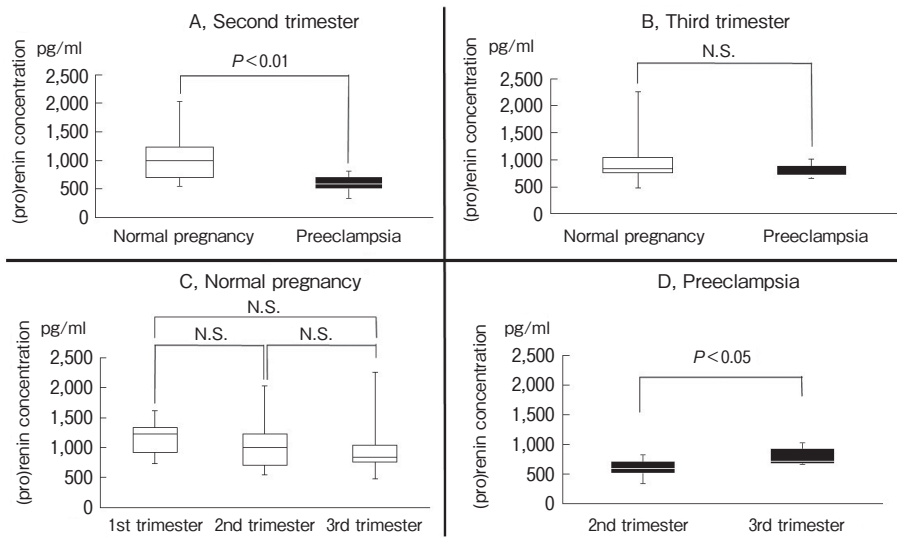 A, Second trimester
pg/ml
P<0.01
(pro)renin concentration
2,500
2,000
1,500
1,000
500
0
Normal pregnancy Preeclampsia
B, Third trimester
pg/ml
N.S.
(pro)renin concentration
2,500
2,000
1,500
1,000
500
0
Normal pregnancy Preeclampsia
C, Normal pregnancy
N.S.
pg/ml
N.S. N.S.
(pro)renin concentration
2,500
2,000
1,500
1,000
500
0
1st trimester 2nd trimester 3rd trimester
D, Preeclampsia
pg/ml
P<0.05
(pro)renin concentration
2,500
2,000
1,500
1,000
500
0
2nd trimester 3rd trimester